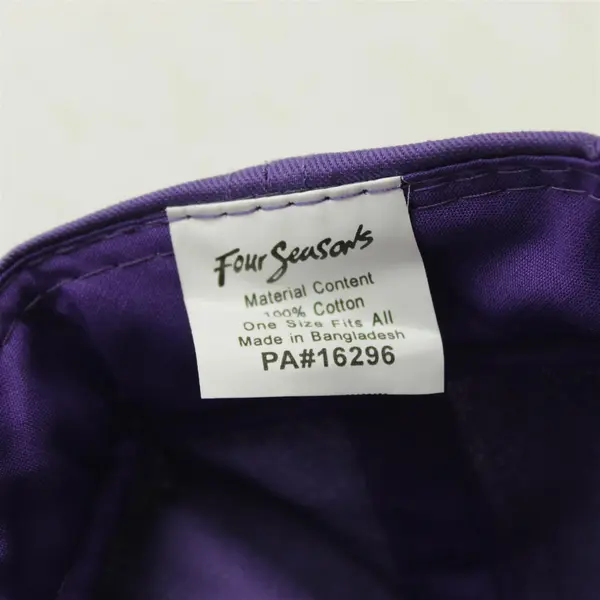 Four Seasons
Material Content
100% Cotton
One Size Fits All
Made in Bangladesh
PA#16296